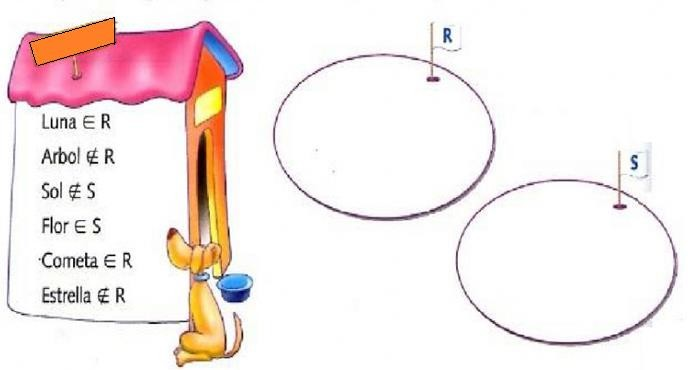 Luna ∈ R
Arbol ∉ R
Sol ∉ S
Flor ∈ S
Cometa ∈ R
Estrella ∉ R
R
S